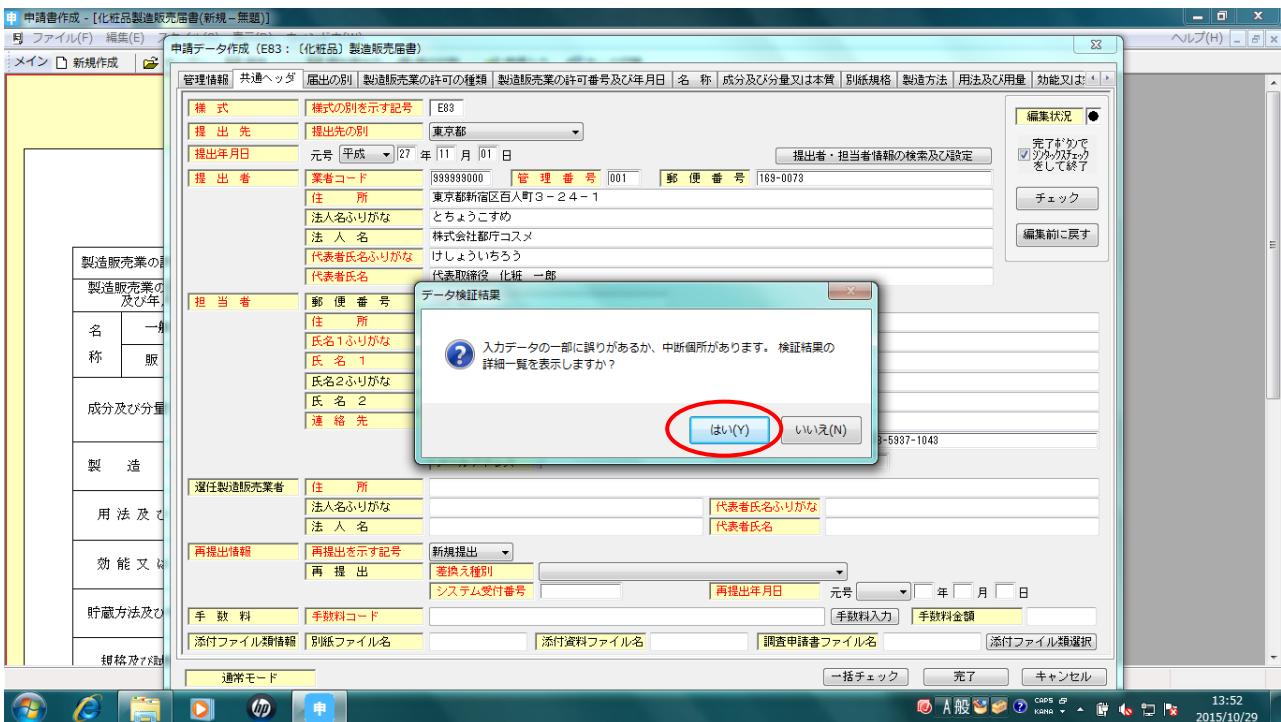 申請書作成 - [化粧品製造販売届書(新規－無題)]
ファイル(F) 編集(E)
ヘルプ(H)
メイン 新規作成
申請データ作成（E83：〔化粧品〕製造販売届書）
管理情報 共通ヘッダ 届出の別 製造販売業の許可の種類 製造販売業の許可番号及び年月日 名 称 成分及び分量又は本質 別紙規格 製造方法 用法及び用量 効能又は
様 式 様式の別を示す記号 E83
編集状況 ●
提 出 先 提出先の別 東京都
提出年月日 元号 平成 27 年 11 月 01 日 提出者・担当者情報の検索及び設定
完了ﾎﾞﾀﾝで
ｼﾝﾀｯｸｽﾁｪｯｸ
をして終了
提 出 者 業者コード 999999000 管 理 番 号 001 郵 便 番 号 169-0073
住 所 東京都新宿区百人町３－２４－１
チェック
法人名ふりがな とちょうこすめ
法 人 名 株式会社都庁コスメ
編集前に戻す
代表者氏名ふりがな けしょういちろう
代表者氏名 代表取締役 化粧 一郎
担 当 者 郵 便 番 号
住 所
氏名１ふりがな
氏 名 １
氏名２ふりがな
氏 名 ２
連 絡 先
-5937-1043
データ検証結果
入力データの一部に誤りがあるか、中断個所があります。 検証結果の
詳細一覧を表示しますか？
はい(Y) いいえ(N)
選任製造販売業者 住 所
法人名ふりがな 代表者氏名ふりがな
法 人 名 代表者氏名
再提出情報 再提出を示す記号 新規提出
再 提 出 差換え種別
システム受付番号 再提出年月日 元号 年 月 日
手 数 料 手数料コード 手数料入力 手数料金額
添付ファイル類情報 別紙ファイル名 添付資料ファイル名 調査申請書ファイル名 添付ファイル類選択
通常モード 一括チェック 完了 キャンセル
製造販売業の
製造販売業の
及び年
名 一般
称 販
成分及び分量
製 造
用 法 及 び
効 能 又 は
貯蔵方法及び
規格及び試
A 般 CAPS KANA
13:52
2015/10/29